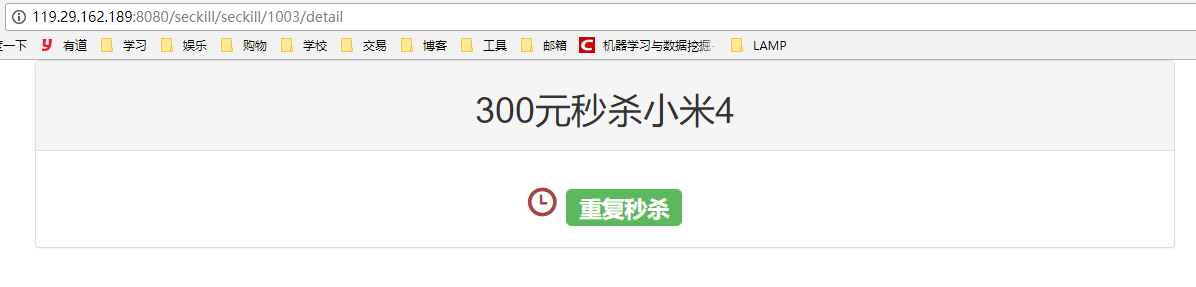 119.29.162.189:8080/seckill/seckill/1003/detail
度一下 有道 学习 娱乐 购物 学校 交易 博客 工具 邮箱 C 机器学习与数据挖掘- LAMP
300元秒杀小米4
重复秒杀